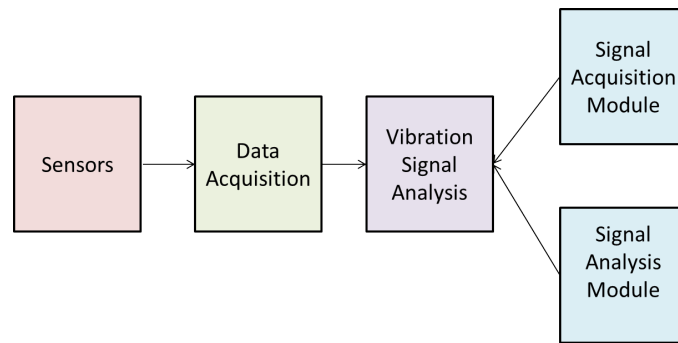 Sensors
Data
Acquisition
Vibration
Signal
Analysis
Signal
Acquisition
Module
Signal
Analysis
Module